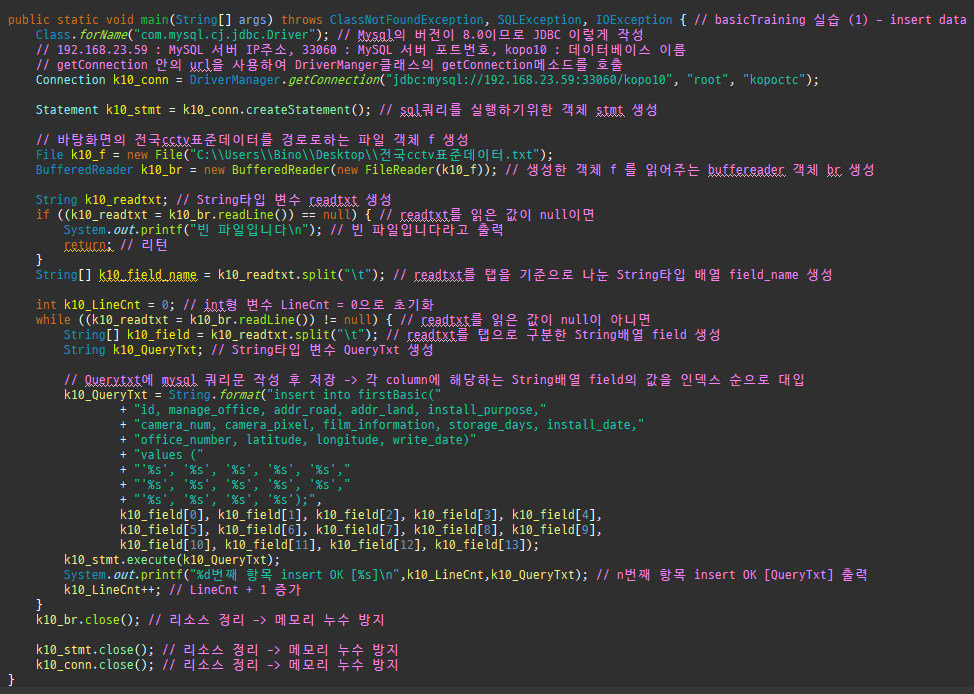 public static void main(String[] args) throws ClassNotFoundException, SQLException, IOException { // basicTraining 실습 (1) - insert data
Class.forName("com.mysql.cj.jdbc.Driver"); // Mysql의 버전이 8.0이므로 JDBC 이렇게 작성
// 192.168.23.59 : MySQL 서버 IP주소, 33060 : MySQL 서버 포트번호, kopo10 : 데이터베이스 이름
// getConnection 안의 url을 사용하여 DriverManger클래스의 getConnection메소드를 호출
Connection k10_conn = DriverManager.getConnection("jdbc:mysql://192.168.23.59:33060/kopo10", "root", "kopoctc");

Statement k10_stmt = k10_conn.createStatement(); // sql쿼리를 실행하기위한 객체 stmt 생성

// 바탕화면의 전국cctv표준데이터를 경로로하는 파일 객체 f 생성
File k10_f = new File("C:\\Users\\Bino\\Desktop\\전국cctv표준데이터.txt");
BufferedReader k10_br = new BufferedReader(new FileReader(k10_f)); // 생성한 객체 f 를 읽어주는 buffereader 객체 br 생성

String k10_readtxt; // String타입 변수 readtxt 생성
if ((k10_readtxt = k10_br.readLine()) == null) { // readtxt를 읽은 값이 null이면
System.out.printf("빈 파일입니다\n"); // 빈 파일입니다라고 출력
return; // 리턴
}
String[] k10_field_name = k10_readtxt.split("\t"); // readtxt를 탭을 기준으로 나눈 String타입 배열 field_name 생성

int k10_LineCnt = 0; // int형 변수 LineCnt = 0으로 초기화
while ((k10_readtxt = k10_br.readLine()) != null) { // readtxt를 읽은 값이 null이 아니면
String[] k10_field = k10_readtxt.split("\t"); // readtxt를 탭으로 구분한 String배열 field 생성
String k10_QueryTxt; // String타입 변수 QueryTxt 생성

// Querytxt에 mysql 쿼리문 작성 후 저장 -> 각 column에 해당하는 String배열 field의 값을 인덱스 순으로 대입
k10_QueryTxt = String.format("insert into firstBasic("
+ "id, manage_office, addr_road, addr_land, install_purpose,"
+ "camera_num, camera_pixel, film_information, storage_days, install_date,"
+ "office_number, latitude, longitude, write_date)"
+ "values ("
+ "'%s', '%s', '%s', '%s', '%s',"
+ "'%s', '%s', '%s', '%s', '%s',"
+ "'%s', '%s', '%s', '%s');",
k10_field[0], k10_field[1], k10_field[2], k10_field[3], k10_field[4],
k10_field[5], k10_field[6], k10_field[7], k10_field[8], k10_field[9],
k10_field[10], k10_field[11], k10_field[12], k10_field[13]);
k10_stmt.execute(k10_QueryTxt);
System.out.printf("%d번째 항목 insert OK [%s]\n",k10_LineCnt,k10_QueryTxt); // n번째 항목 insert OK [QueryTxt] 출력
k10_LineCnt++; // LineCnt + 1 증가
}
k10_br.close(); // 리소스 정리 -> 메모리 누수 방지

k10_stmt.close(); // 리소스 정리 -> 메모리 누수 방지
k10_conn.close(); // 리소스 정리 -> 메모리 누수 방지
}